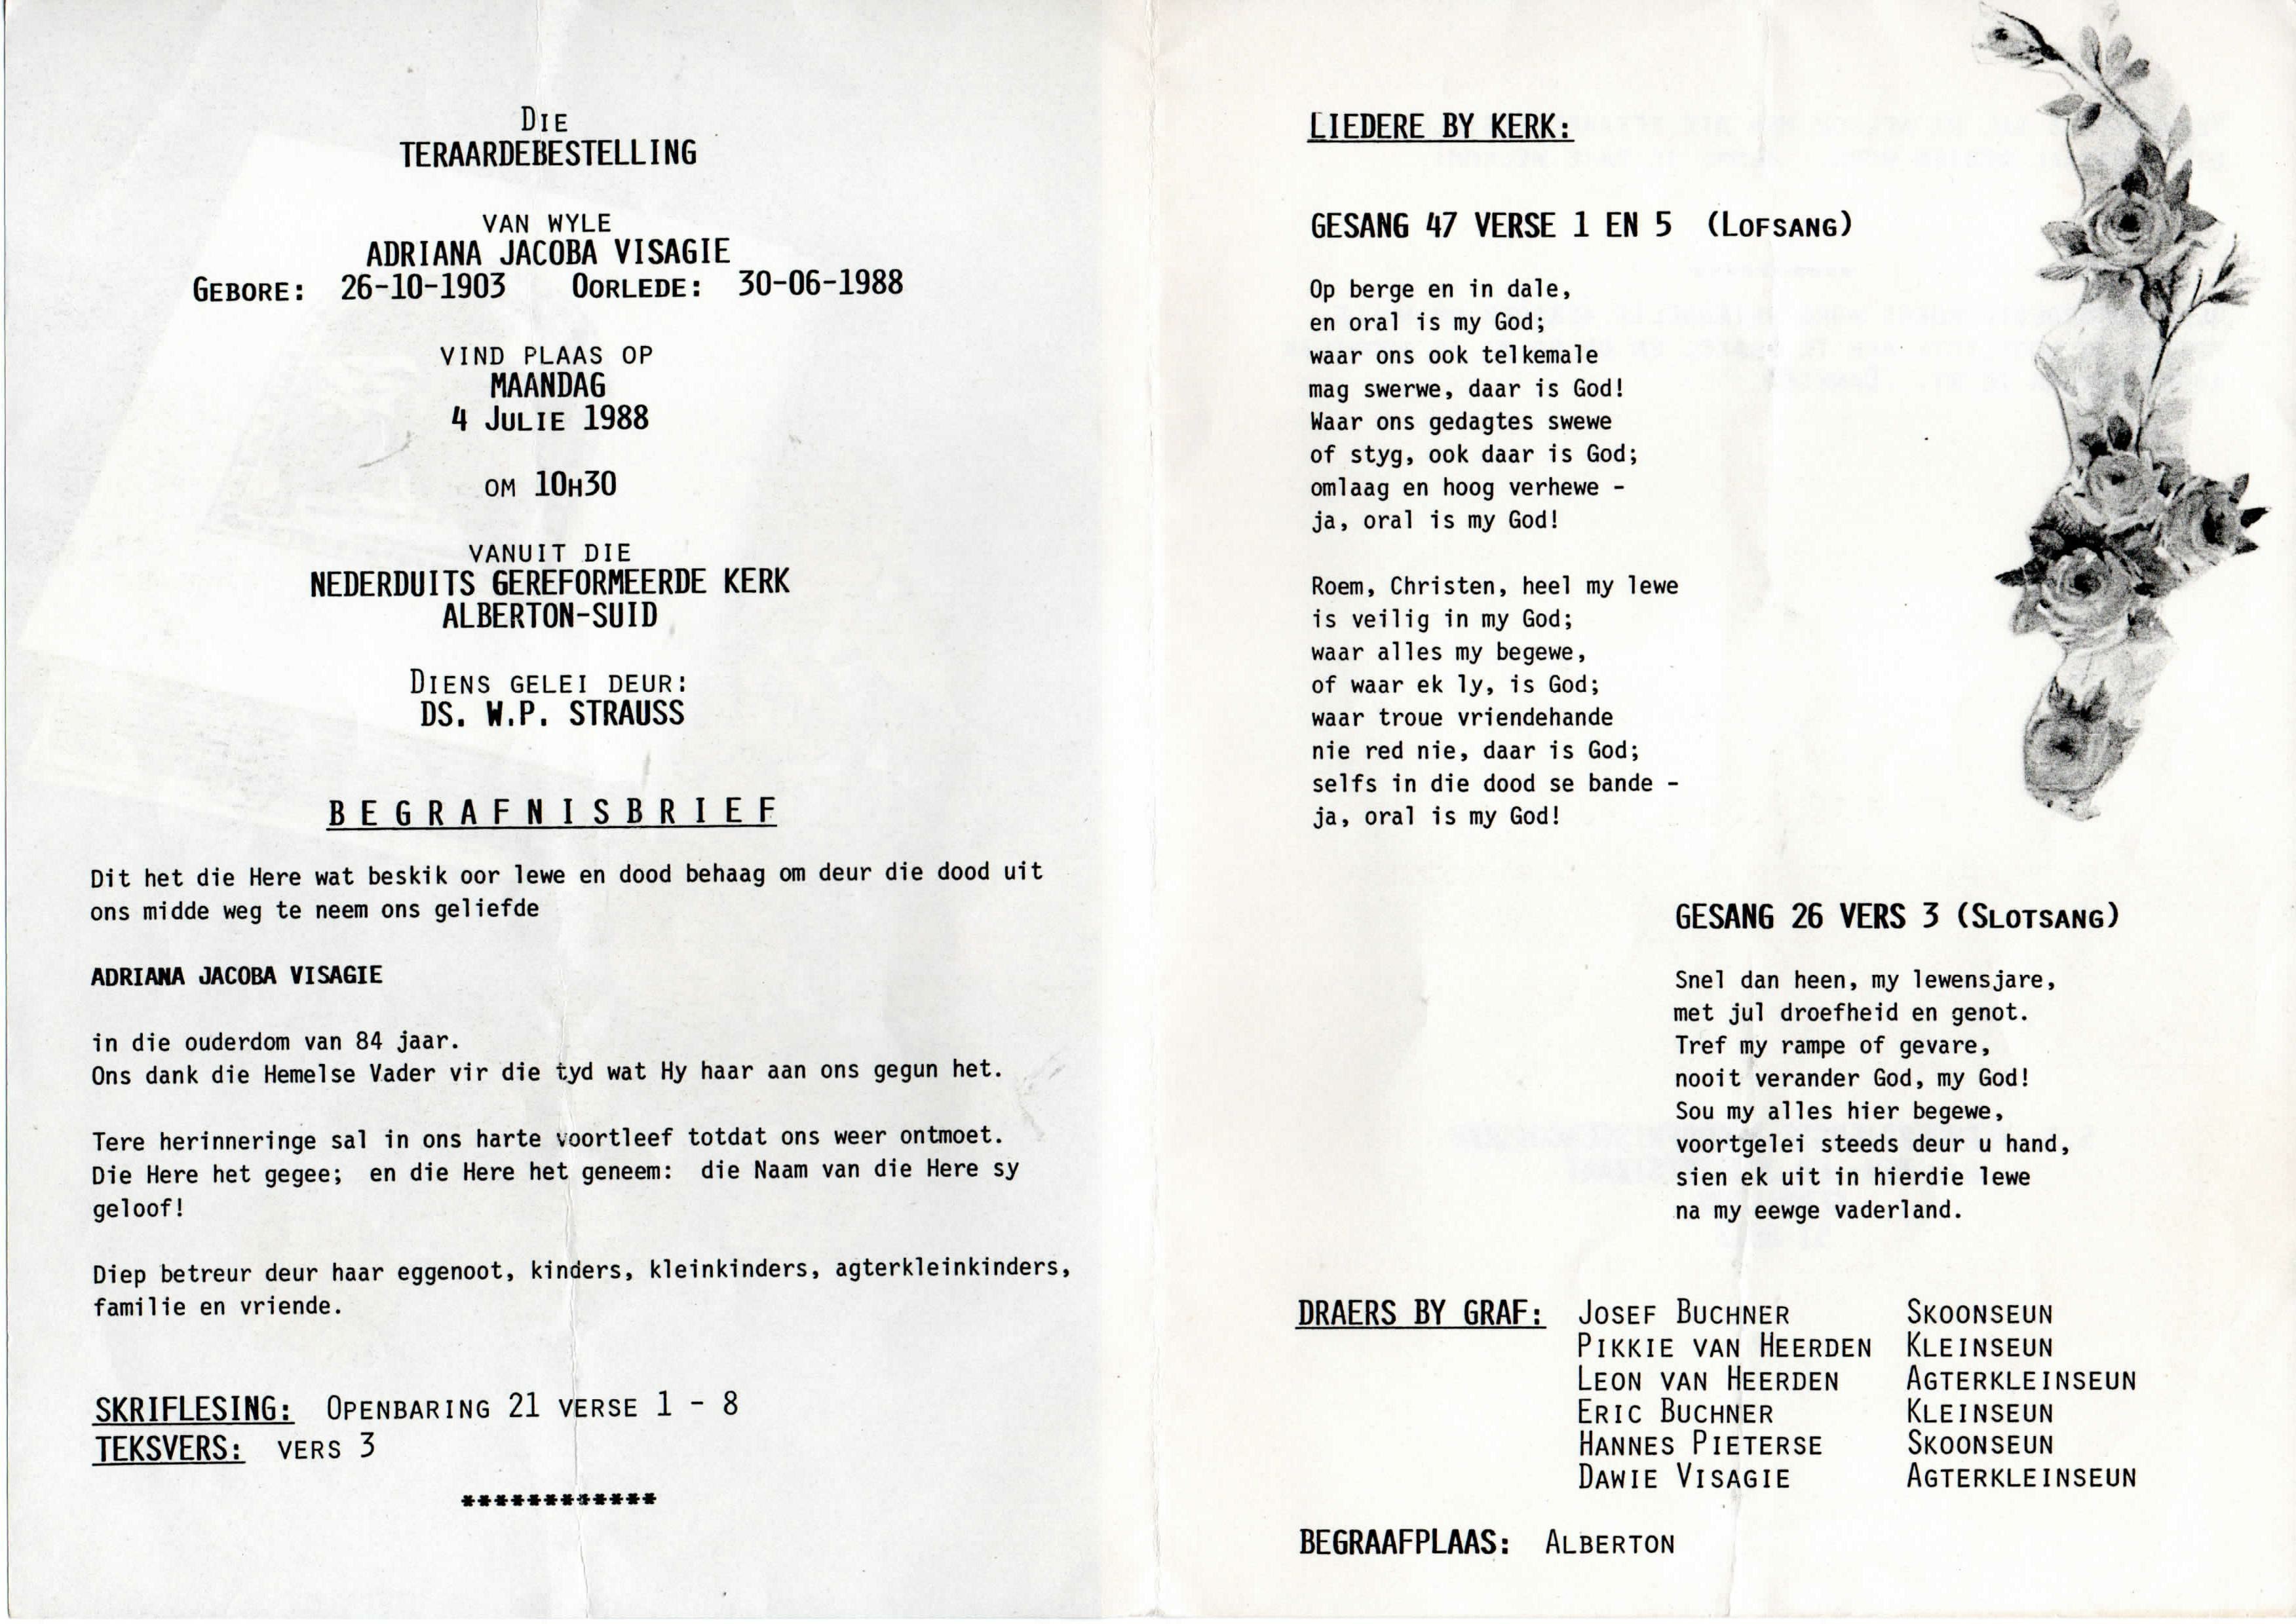 DIE
TERAARDEBESTELLING
VAN WYLE
ADRIANA JACOBA VISAGIE
GEBORE: 26-10-1903 OORLEDE: 30-06-1988
VIND PLAAS OP
MAANDAG
4 JULIE 1988
OM 10H30
VANUIT DIE
NEDERDUITS GEREFORMEERDE KERK
ALBERTON-SUID
DIENS GELEI DEUR:
DS. W.P. STRAUSS
BEGRAFNISBRIEF
Dit het die Here wat beskik oor lewe en dood behaag om deur die dood uit
ons midde weg te neem ons geliefde
ADRIANA JACOBA VISAGIE
in die ouderdom van 84 jaar.
Ons dank die Hemelse Vader vir die tyd wat Hy haar aan ons gegun het.
Tere herinneringe sal in ons harte voortleef totdat ons weer ontmoet.
Die Here het gegee; en die Here het geneem: die Naam van die Here sy
geloof!
Diep betreur deur haar eggenoot, kinders, kleinkinders, agterkleinkinders,
familie en vriende.
SKRIFLESING: OPENBARING 21 VERSE 1 - 8
TEKSVERS: VERS 3
************
LIEDERE BY KERK:
GESANG 47 VERSE 1 EN 5 (LOFSANG)
Op berge en in dale,
en oral is my God;
waar ons ook telkemale
mag swerwe, daar is God!
Waar ons gedagtes swewe
of styg, ook daar is God;
omlaag en hoog verhewe -
ja, oral is my God!
Roem, Christen, heel my lewe
is veilig in my God;
waar alles my begewe,
of waar ek ly, is God;
waar troue vriendehande
nie red nie, daar is God;
selfs in die dood se bande -
ja, oral is my God!
GESANG 26 VERS 3 (SLOTSANG)
Snel dan heen, my lewensjare,
met jul droefheid en genot.
Tref my rampe of gevare,
nooit verander God, my God!
Sou my alles hier begewe,
voortgelei steeds deur u hand,
sien ek uit in hierdie lewe
na my eewge vaderland.
DRAERS BY GRAF: JOSEF BUCHNER SKOONSEUN
PIKKIE VAN HEERDEN KLEINSEUN
LEON VAN HEERDEN AGTERKLEINSEUN
ERIC BUCHNER KLEINSEUN
HANNES PIETERSE SKOONSEUN
DAWIE VISAGIE AGTERKLEINSEUN
BEGRAAFPLAAS: ALBERTON